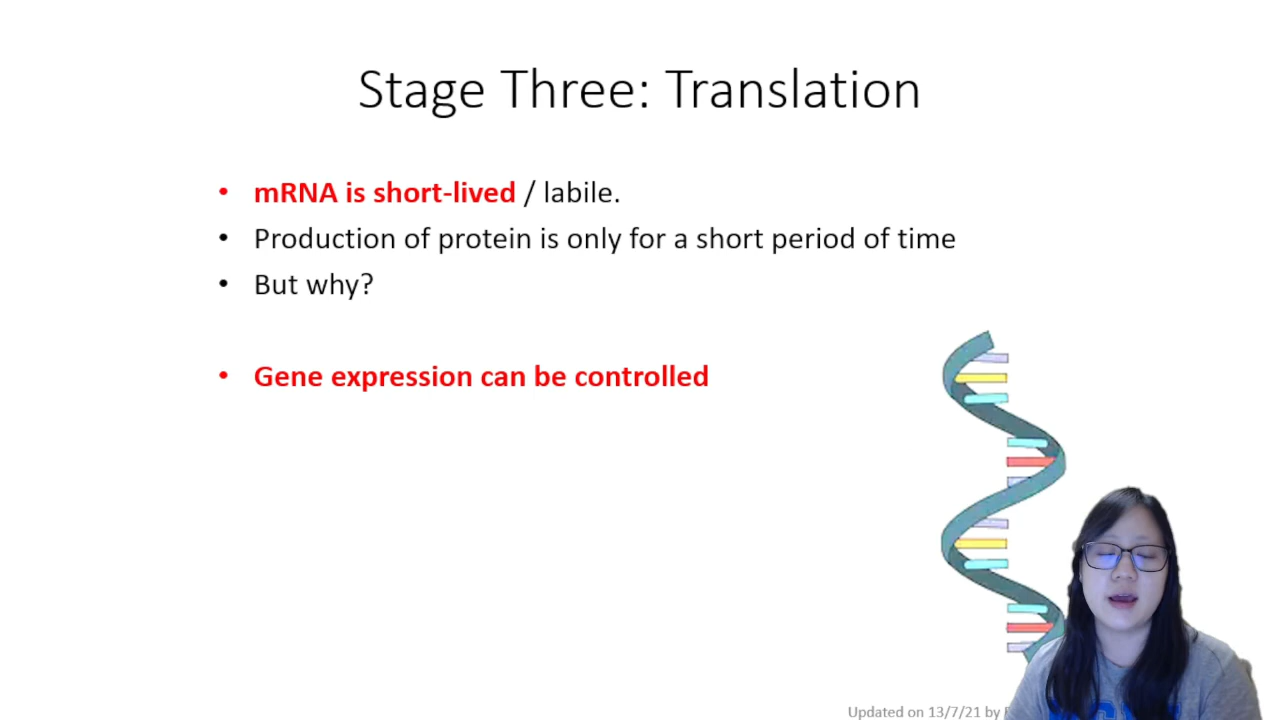 Stage Three: Translation
• mRNA is short-lived / labile.
• Production of protein is only for a short period of time
• But why?
• Gene expression can be controlled
Updated on 13/7/21 by